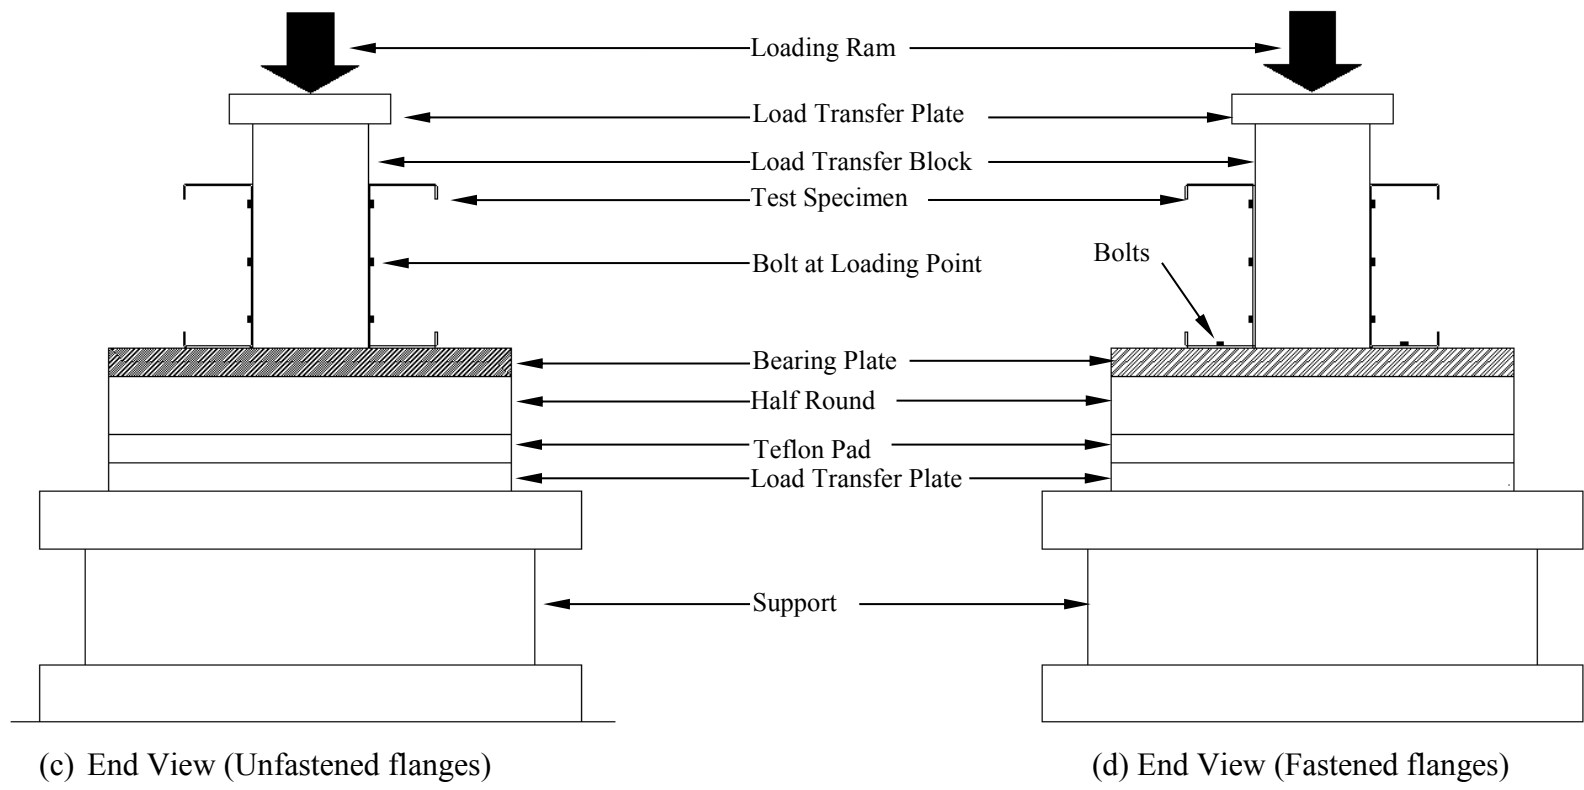 Loading Ram
Load Transfer Plate
Load Transfer Block
Test Specimen
Bolts
Bolt at Loading Point
Bearing Plate
Half Round
Teflon Pad
Load Transfer Plate
Support
(c) End View (Unfastened flanges)
(d) End View (Fastened flanges)